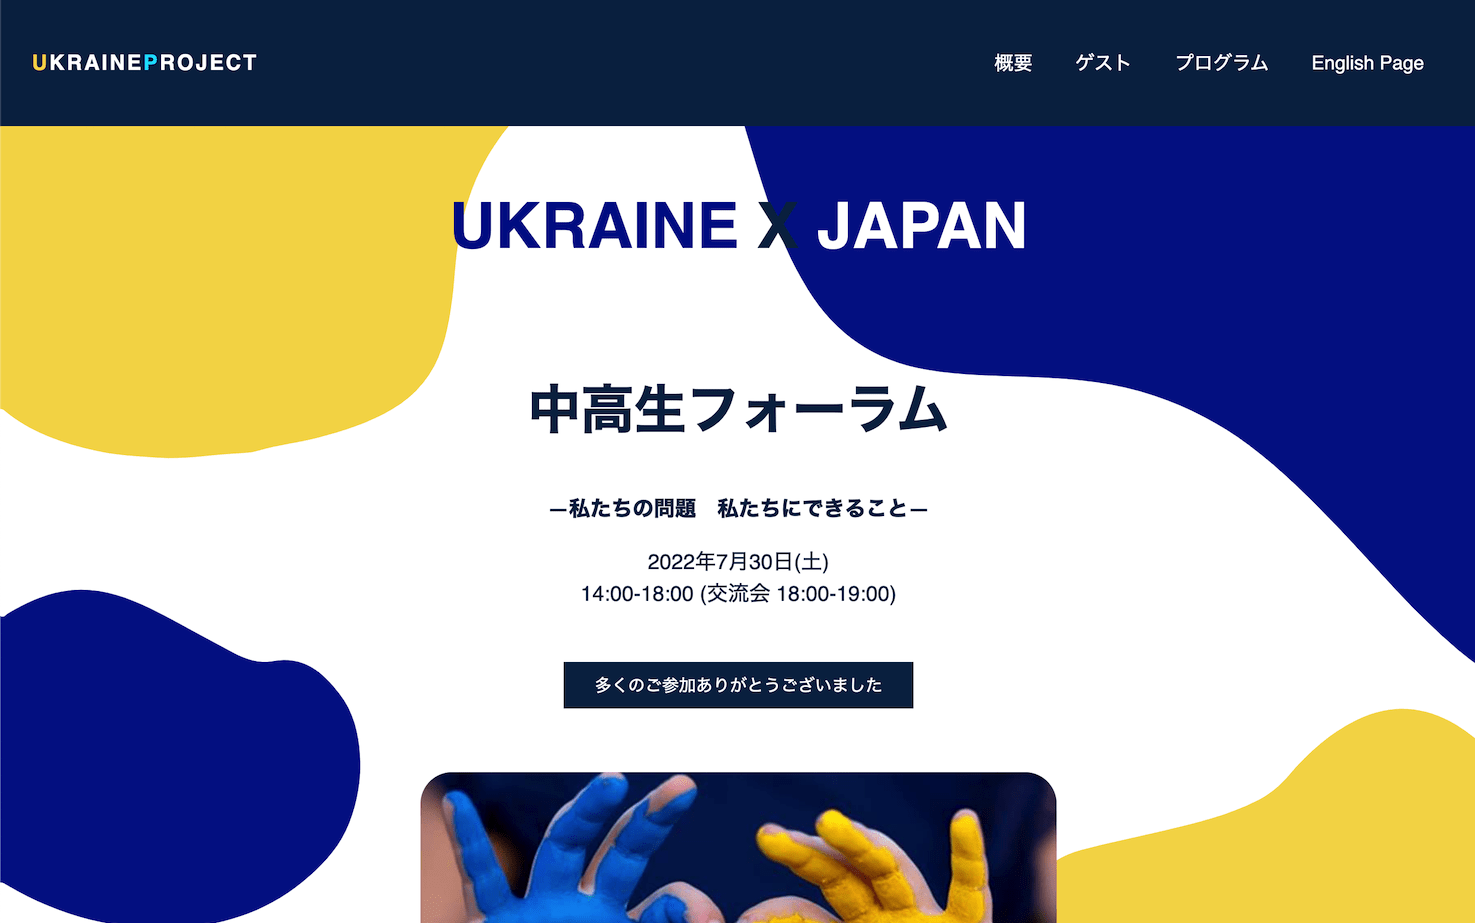 UKRAINEPROJECT
概要 ゲスト プログラム English Page
UKRAINE X JAPAN
中高生フォーラム
—私たちの問題　私たちにできること—
2022年7月30日(土)
14:00-18:00 (交流会 18:00-19:00)
多くのご参加ありがとうございました